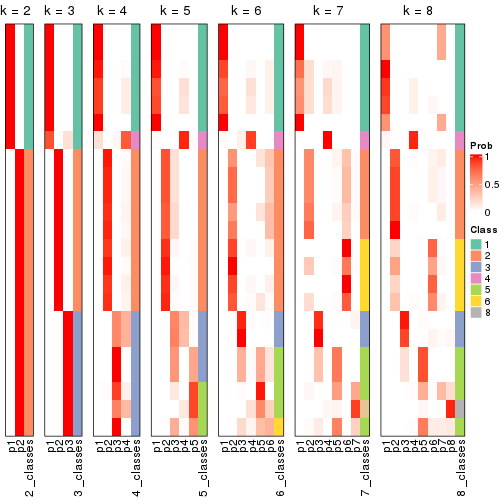 k = 2 k = 3 k = 4 k = 5 k = 6 k = 7 k = 8
Prob
1
0.5
0
Class
1
2
3
4
5
6
8
p1 p2 2_classes
p1 p2 p3 3_classes
p1 p2 p3 p4 4_classes
p1 p2 p3 p4 p5 5_classes
p1 p2 p3 p4 p5 p6 6_classes
p1 p2 p3 p4 p5 p6 p7 7_classes
p1 p2 p3 p4 p5 p6 p7 p8 8_classes